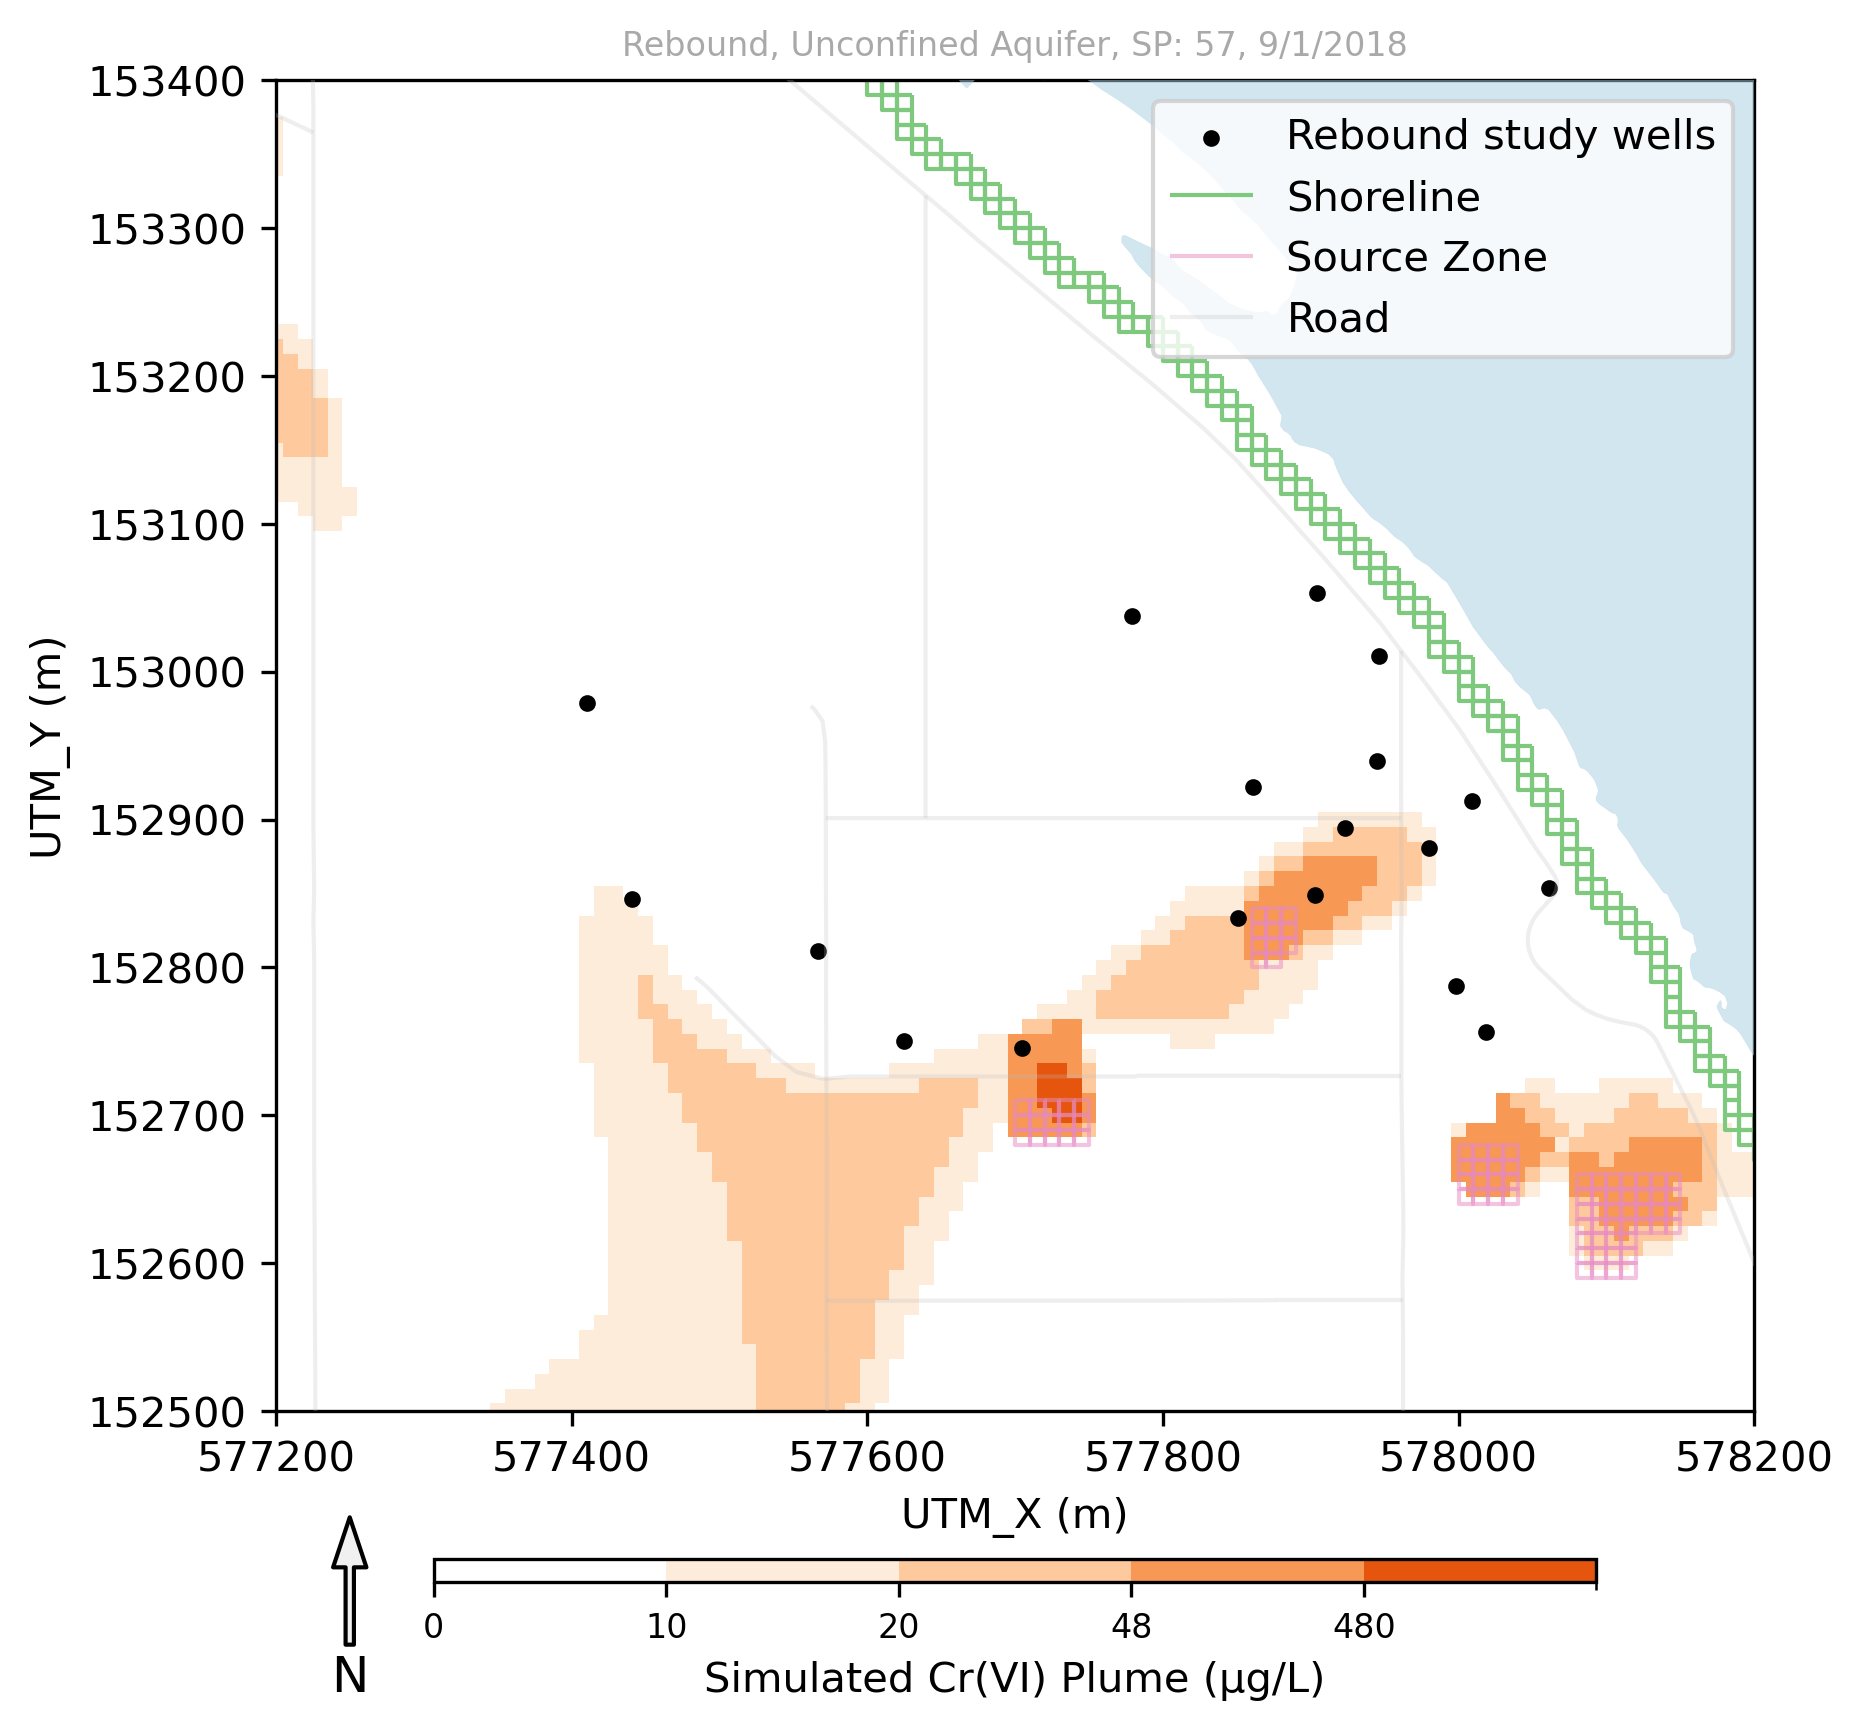 Rebound, Unconfined Aquifer, SP: 57, 9/1/2018
153400
153300
153200
153100
153000
152900
152800
152700
152600
152500
UTM_Y (m)
Rebound study wells
Shoreline
Source Zone
Road
577200 577400 577600 577800 578000 578200
UTM_X (m)
N
0 10 20 48 480
Simulated Cr(VI) Plume (μg/L)